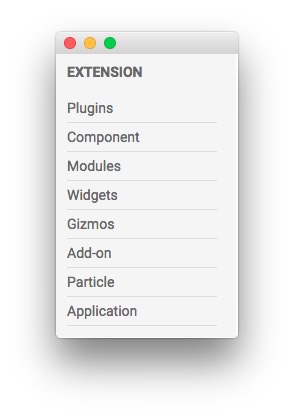 EXTENSION
Plugins
Component
Modules
Widgets
Gizmos
Add-on
Particle
Application